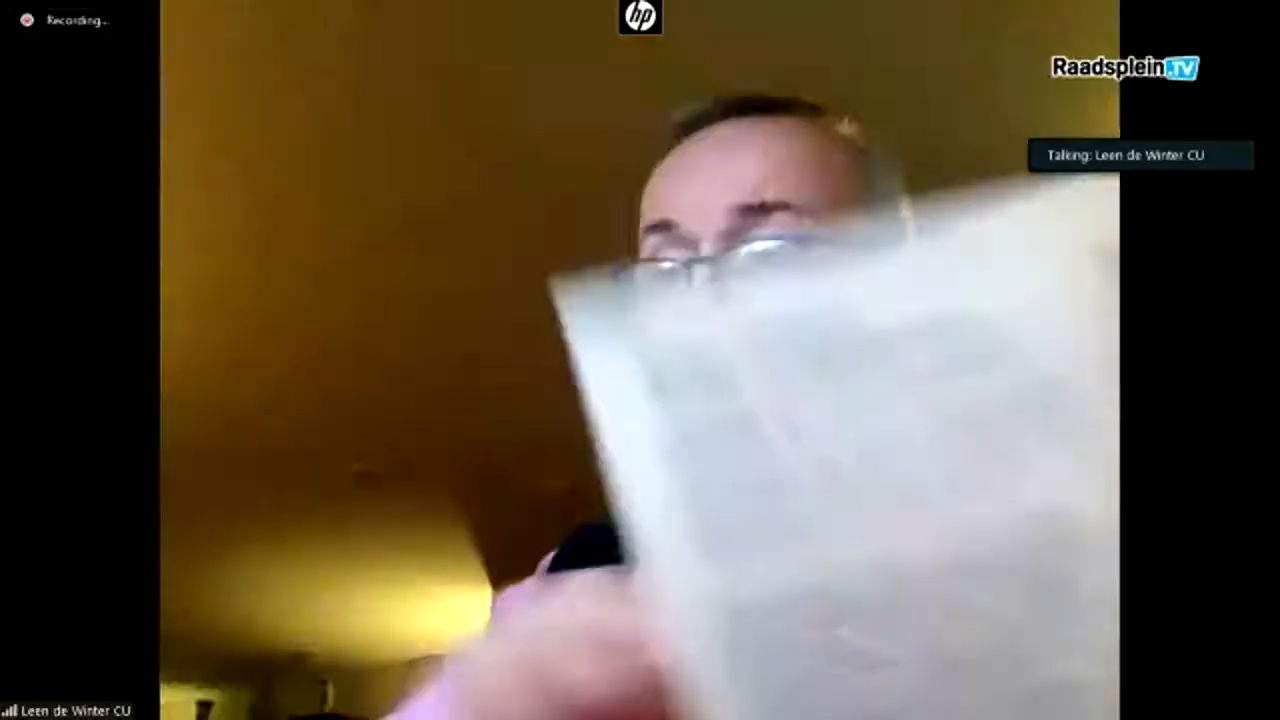 Recording...
hp
Raadsplein.TV
Talking: Leen de Winter CU
Leen de Winter CU